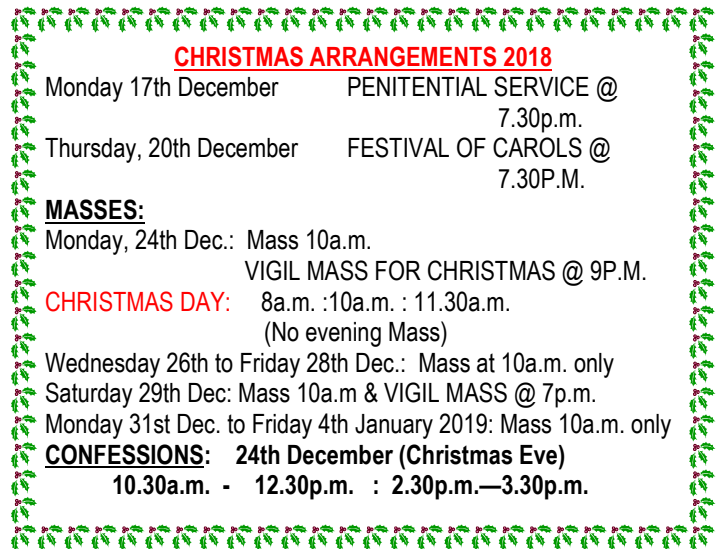 CHRISTMAS ARRANGEMENTS 2018
Monday 17th December PENITENTIAL SERVICE @
7.30p.m.
Thursday, 20th December FESTIVAL OF CAROLS @
7.30P.M.
MASSES:
Monday, 24th Dec.: Mass 10a.m.
VIGIL MASS FOR CHRISTMAS @ 9P.M.
CHRISTMAS DAY: 8a.m. :10a.m. : 11.30a.m.
(No evening Mass)
Wednesday 26th to Friday 28th Dec.: Mass at 10a.m. only
Saturday 29th Dec: Mass 10a.m & VIGIL MASS @ 7p.m.
Monday 31st Dec. to Friday 4th January 2019: Mass 10a.m. only
CONFESSIONS: 24th December (Christmas Eve)
10.30a.m. - 12.30p.m. : 2.30p.m.—3.30p.m.